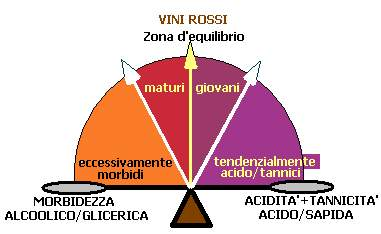 VINI ROSSI
Zona d'equilibrio
maturi giovani
eccessivamente
morbidi
tendenzialmente
acido/tannici
MORBIDEZZA
ALCOOLICO/GLICERICA
ACIDITA'+TANNICITA'
ACIDO/SAPIDA